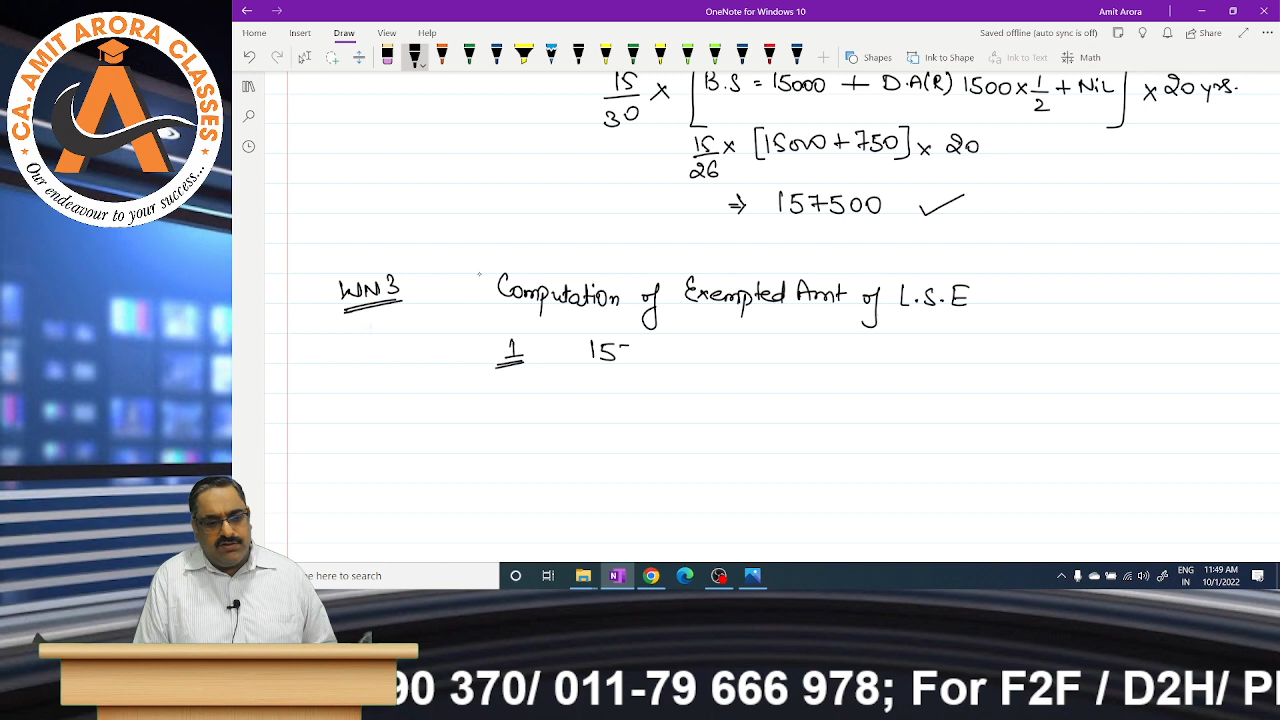 CA. AMIT ARORA CLASSES
Our endeavour to your success...
OneNote for Windows 10
Amit Arora
Home Insert Draw View Help
Saved offline (auto sync is off)
Share
Shapes Ink to Shape Ink to Text Math
15/30 × [B.S = 15000 + D.A(R) 1500 × 1/2 + NiL] × 20 yrs.
15/26 × [15000 + 750] × 20
⇒ 157500 ✓
WN3 Computation of Exempted Amt of L.S.E
1 15-
here to search
ENG
IN
11:49 AM
10/1/2022
90 370/ 011-79 666 978; For F2F / D2H/ P